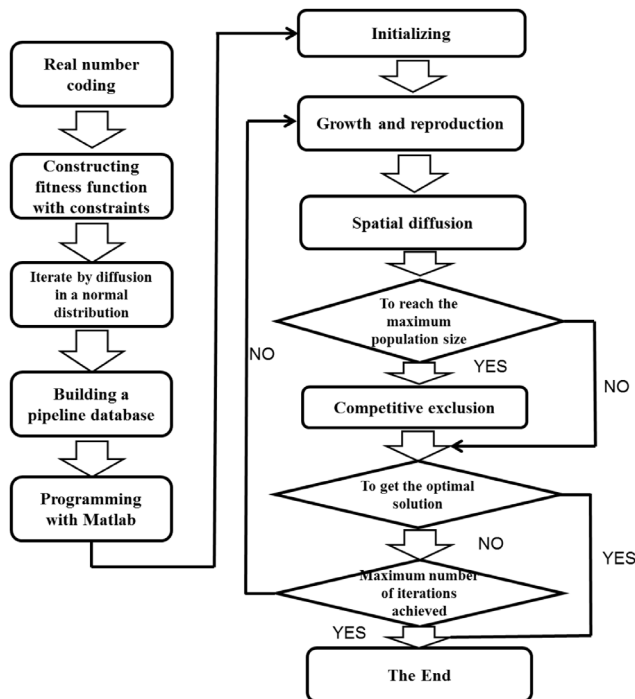 Real number
coding
Constructing
fitness function
with constraints
Iterate by diffusion
in a normal
distribution
Building a
pipeline database
Programming
with Matlab
Initializing
Growth and reproduction
Spatial diffusion
To reach the
maximum
population size
NO
YES
NO
Competitive exclusion
To get the optimal
solution
NO
YES
Maximum number
of iterations
achieved
YES
The End